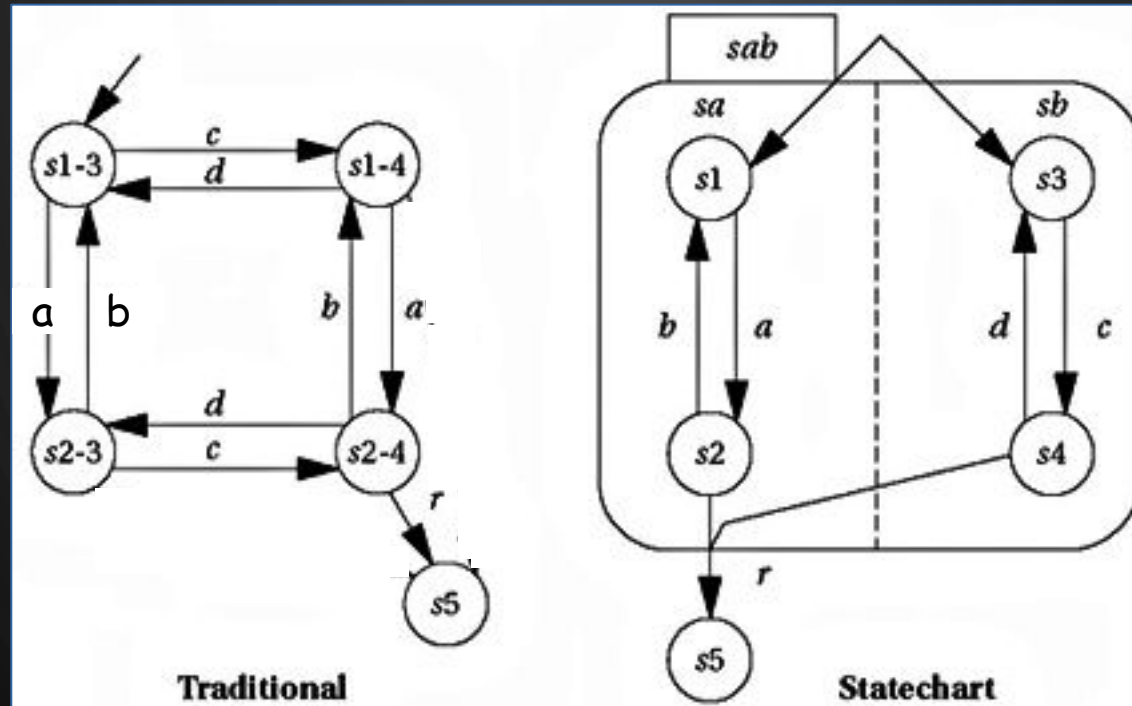 sab
sa
sb
c
s1-3
s1-4
d
s1
s3
a
b
b
a
b
a
d
c
d
s2-3
s2-4
c
s2
s4
r
r
s5
s5
Traditional
Statechart